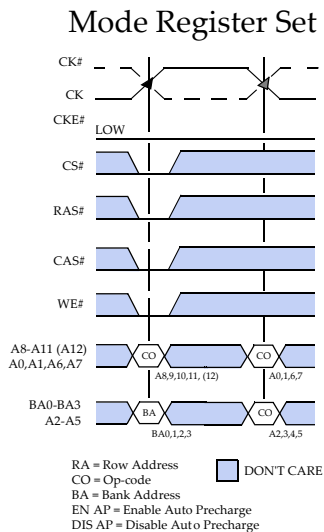 Mode Register Set
CK#
CK
CKE#
LOW
CS#
RAS#
CAS#
WE#
A8-A11 (A12)
A0,A1,A6,A7
CO
CO
A8,9,10,11, (12)
A0,1,6,7
BA0-BA3
A2-A5
BA
CO
BA0,1,2,3
A2,3,4,5
RA = Row Address
CO = Op-code
BA = Bank Address
EN AP = Enable Auto Precharge
DIS AP = Disable Auto Precharge
DON'T CARE